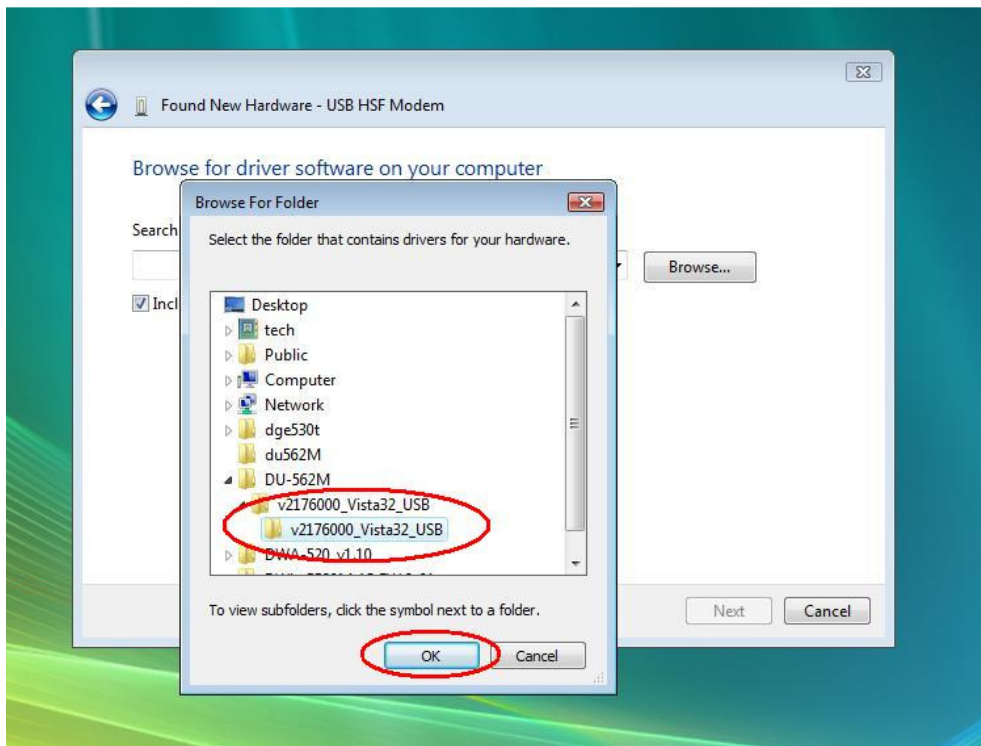 Found New Hardware - USB HSF Modem
Browse for driver software on your computer
Browse For Folder
Search
Select the folder that contains drivers for your hardware.
Browse...
Incl
Desktop
tech
Public
Computer
Network
dge530t
du562M
DU-562M
v2176000_Vista32_USB
v2176000_Vista32_USB
DWA-520_v1.10
To view subfolders, click the symbol next to a folder.
Next
Cancel
OK
Cancel